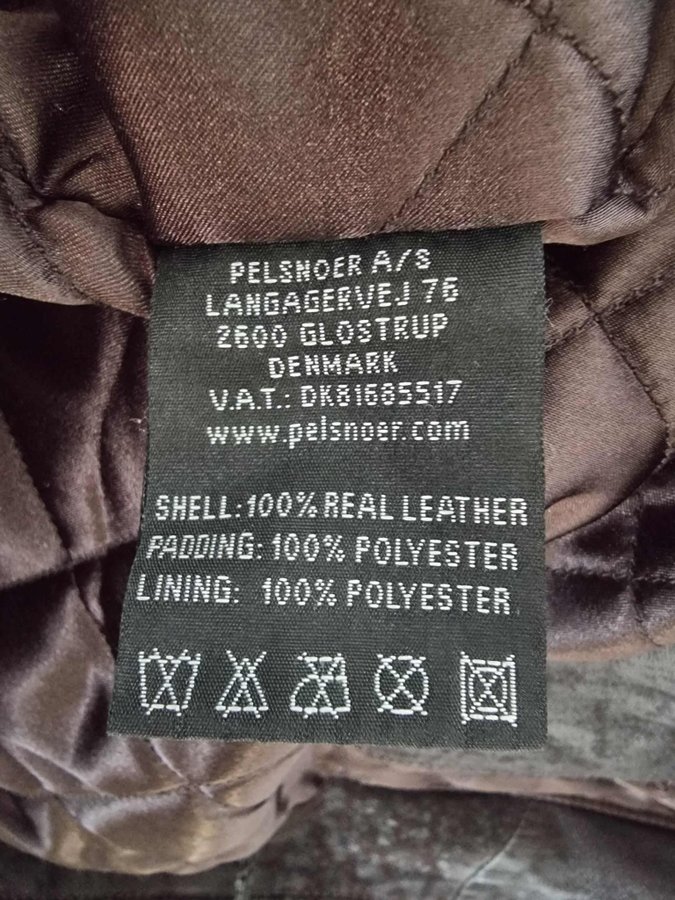 PELSNOER A/S
LANGAGERVEJ 76
2600 GLOSTRUP
DENMARK
V.A.T.: DK81685517
www.pelsnoer.com
SHELL: 100% REAL LEATHER
PADDING: 100% POLYESTER
LINING: 100% POLYESTER